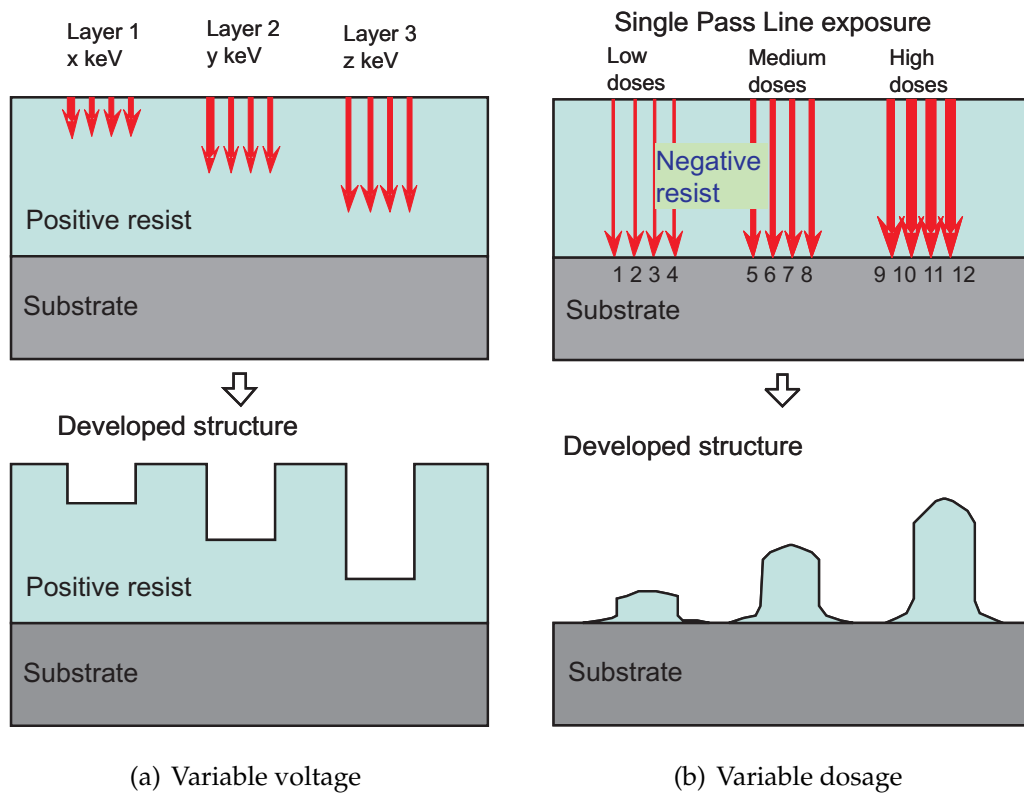 Layer 1
x keV
Layer 2
y keV
Layer 3
z keV
Positive resist
Substrate
Developed structure
Positive resist
Substrate
(a) Variable voltage
Single Pass Line exposure
Low
doses
Medium
doses
High
doses
Negative
resist
1 2 3 4 5 6 7 8 9 10 11 12
Substrate
Developed structure
Substrate
(b) Variable dosage